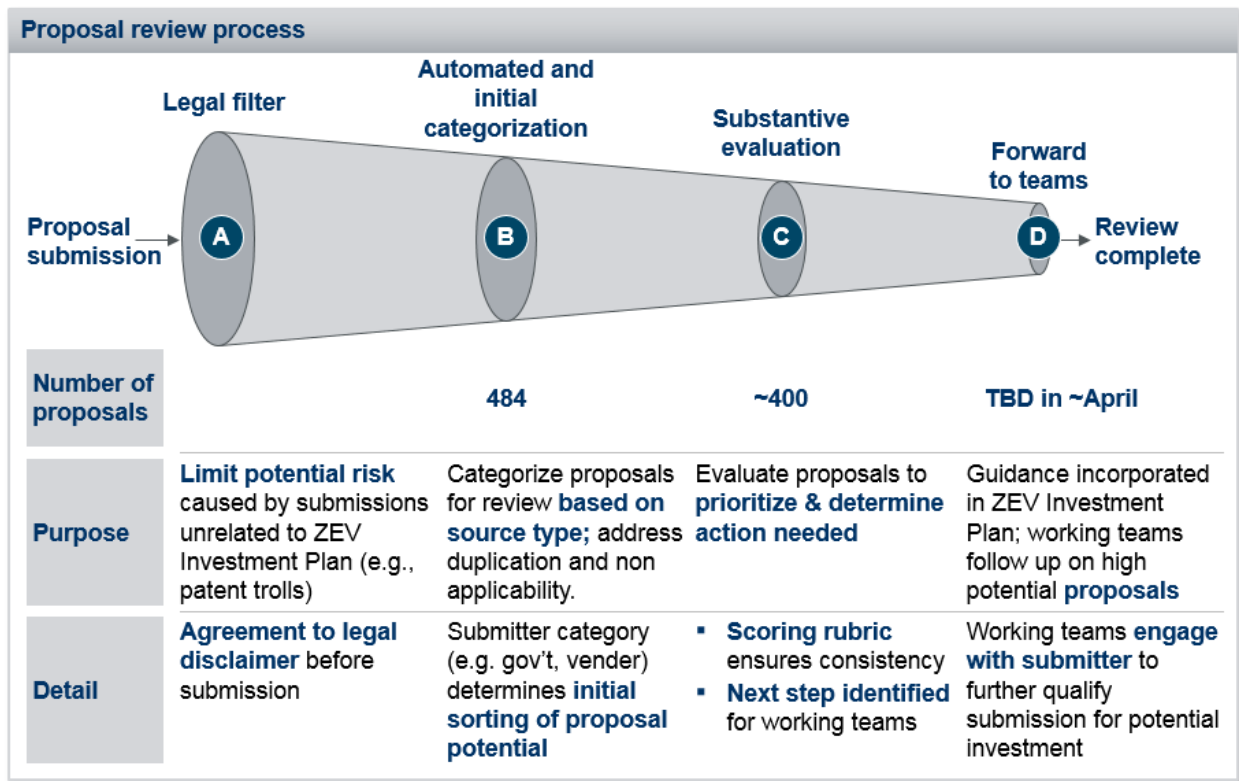 Proposal review process
Legal filter
Automated and
initial
categorization
Substantive
evaluation
Forward
to teams
Proposal
submission
A
B
C
D
Review
complete
Number of
proposals
484
~400
TBD in ~April
Purpose
Limit potential risk
caused by submissions
unrelated to ZEV
Investment Plan (e.g.,
patent trolls)
Categorize proposals
for review based on
source type; address
duplication and non
applicability.
Evaluate proposals to
prioritize & determine
action needed
Guidance incorporated
in ZEV Investment
Plan; working teams
follow up on high
potential proposals
Detail
Agreement to legal
disclaimer before
submission
Submitter category
(e.g. gov't, vender)
determines initial
sorting of proposal
potential
▪ Scoring rubric
ensures consistency
▪ Next step identified
for working teams
Working teams engage
with submitter to
further qualify
submission for potential
investment